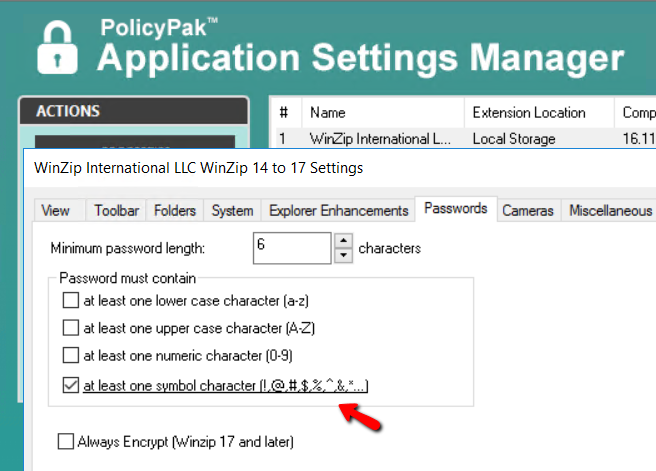 PolicyPak™
Application Settings Manager
ACTIONS
# Name Extension Location Comp
1 WinZip International L... Local Storage 16.11
WinZip International LLC WinZip 14 to 17 Settings
View Toolbar Folders System Explorer Enhancements Passwords Cameras Miscellaneous
Minimum password length: 6 characters
Password must contain
at least one lower case character (a-z)
at least one upper case character (A-Z)
at least one numeric character (0-9)
at least one symbol character (!,@,#,$,%,^,&,*...)
Always Encrypt (Winzip 17 and later)